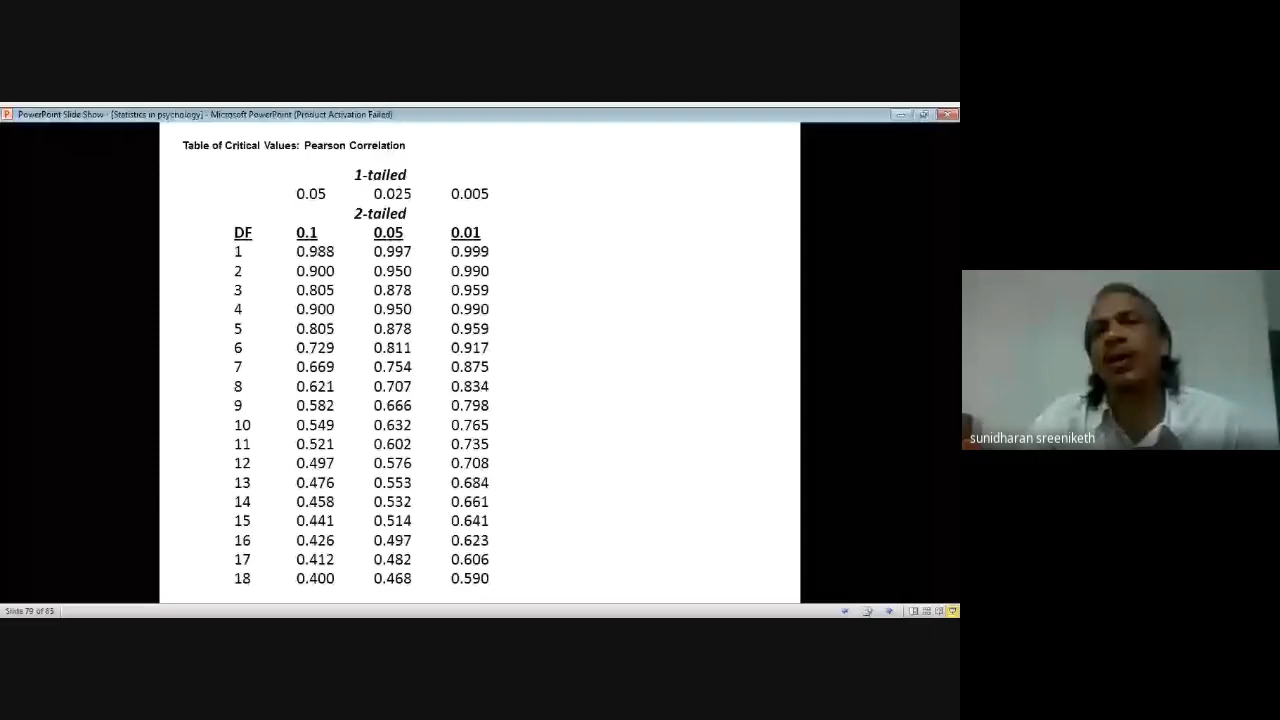 PowerPoint Slide Show - [Statistics in psychology] - Microsoft PowerPoint (Product Activation Failed)
Table of Critical Values: Pearson Correlation
1-tailed
0.05 0.025 0.005
2-tailed
DF 0.1 0.05 0.01
1 0.988 0.997 0.999
2 0.900 0.950 0.990
3 0.805 0.878 0.959
4 0.900 0.950 0.990
5 0.805 0.878 0.959
6 0.729 0.811 0.917
7 0.669 0.754 0.875
8 0.621 0.707 0.834
9 0.582 0.666 0.798
10 0.549 0.632 0.765
11 0.521 0.602 0.735
12 0.497 0.576 0.708
13 0.476 0.553 0.684
14 0.458 0.532 0.661
15 0.441 0.514 0.641
16 0.426 0.497 0.623
17 0.412 0.482 0.606
18 0.400 0.468 0.590
sunidharan sreeniketh
Slide 79 of 85